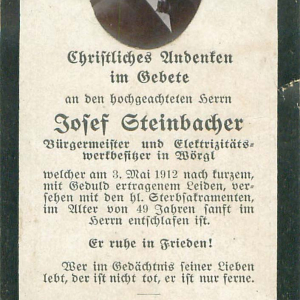 Christliches Andenken
im Gebete
an den hochgeachteten Herrn
Josef Steinbacher
Bürgermeister und Elektrizitäts-
werkbesitzer in Wörgl
welcher am 3. Mai 1912 nach kurzem,
mit Geduld ertragenem Leiden, ver-
sehen mit den hl. Sterbsakramenten,
im Alter von 49 Jahren sanft im
Herrn entschlafen ist.
Er ruhe in Frieden!
Wer im Gedächtnis seiner Lieben
lebt, der ist nicht tot, er ist nur ferne.